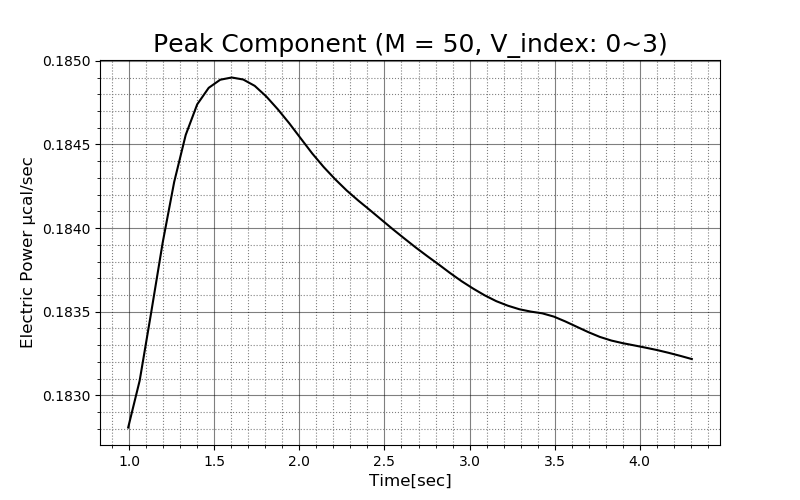 Peak Component (M = 50, V_index: 0~3)
0.1850
0.1845
0.1840
0.1835
0.1830
Electric Power μcal/sec
1.0 1.5 2.0 2.5 3.0 3.5 4.0
Time[sec]